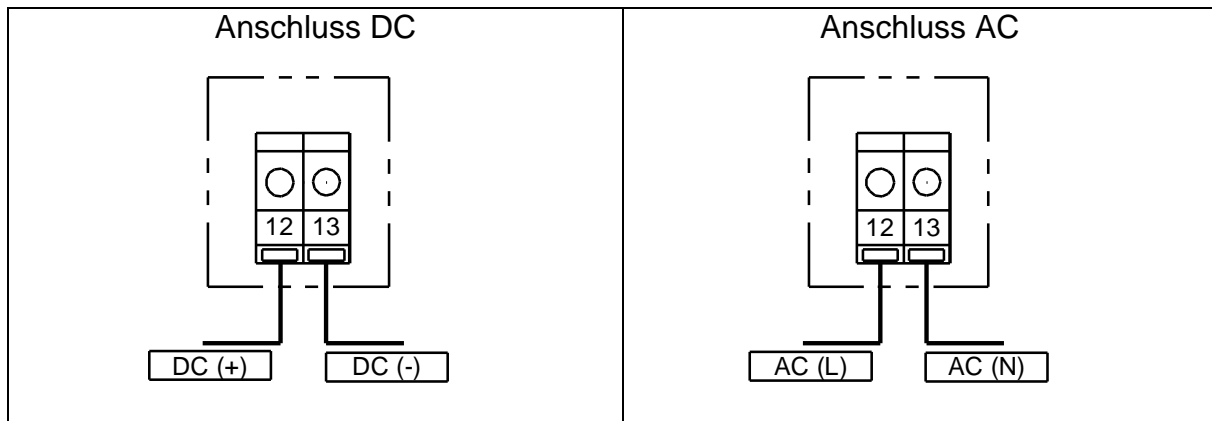 Anschluss DC
12 13
DC (+) DC (-)
Anschluss AC
12 13
AC (L) AC (N)